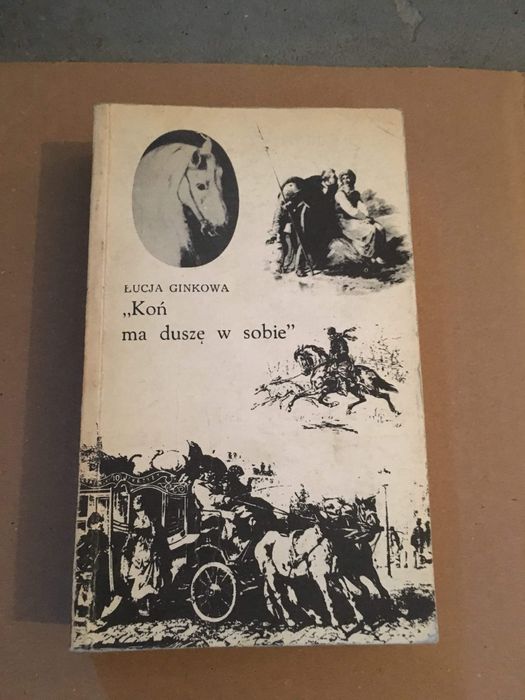 ŁUCJA GINKOWA
„Koń
ma duszę w sobie”